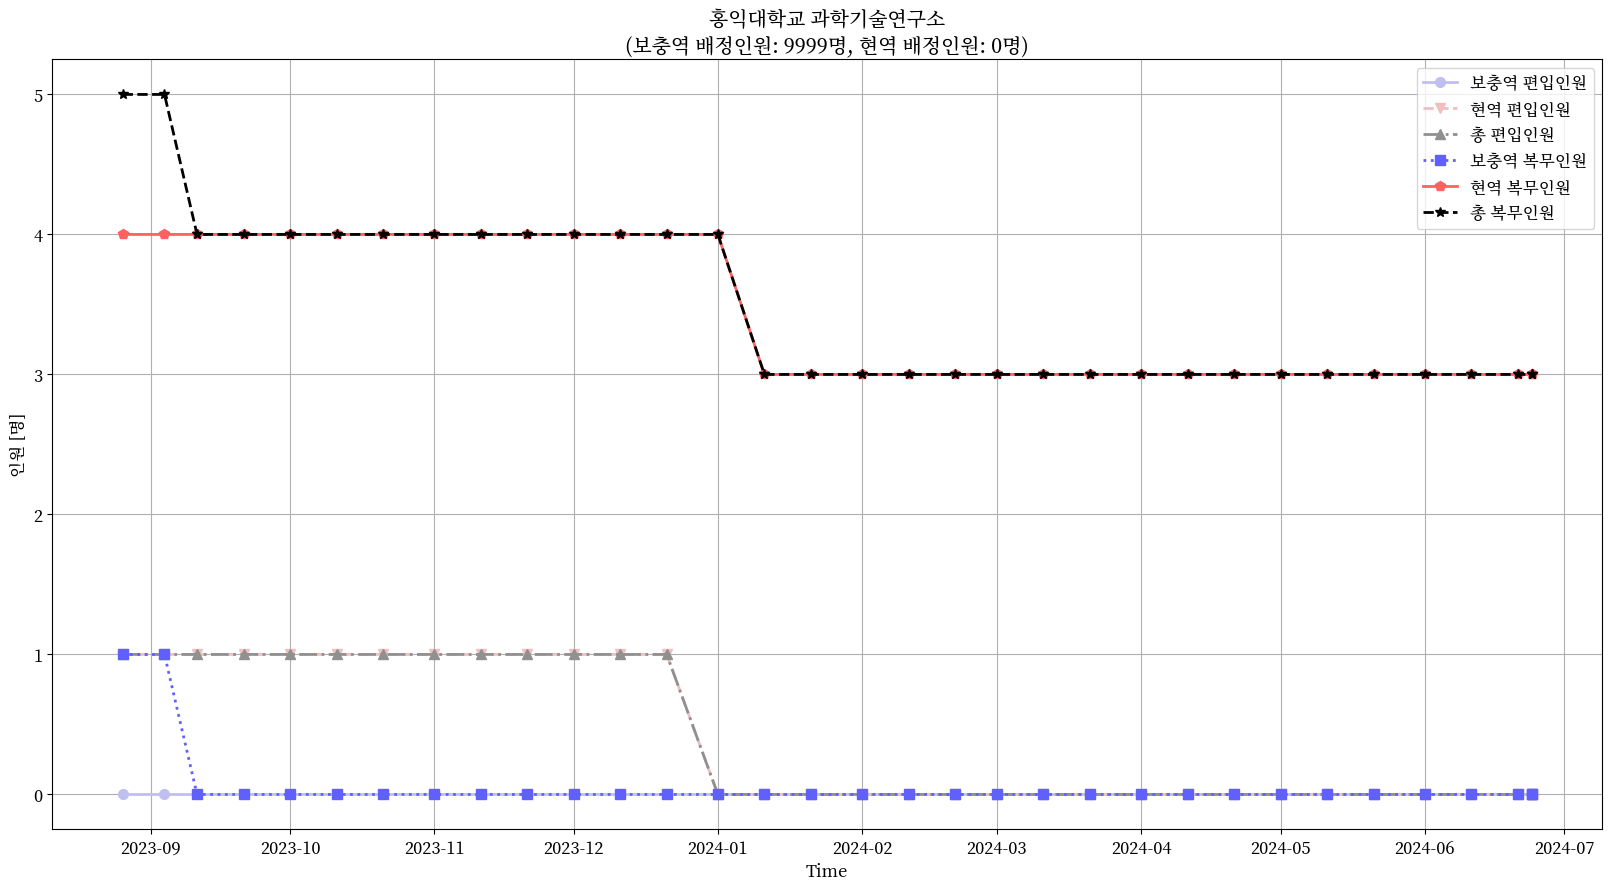 홍익대학교 과학기술연구소
(보충역 배정인원: 9999명, 현역 배정인원: 0명)
보충역 편입인원
현역 편입인원
총 편입인원
보충역 복무인원
현역 복무인원
총 복무인원
인원 [명]
5
4
3
2
1
0
2023-09
2023-10
2023-11
2023-12
2024-01
2024-02
2024-03
2024-04
2024-05
2024-06
2024-07
Time